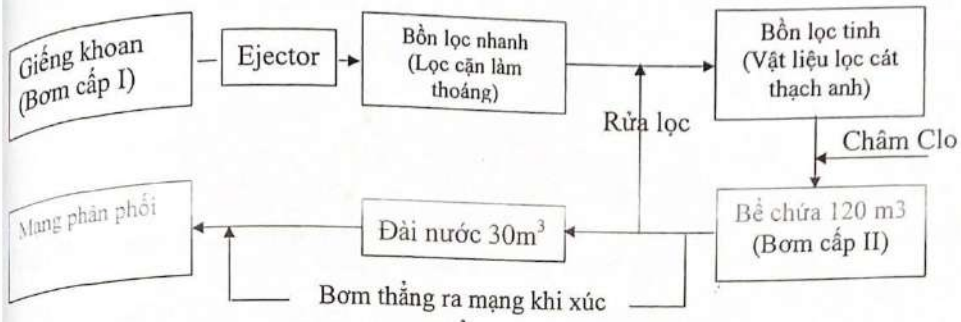 Giếng khoan
(Bơm cấp I)
Ejector
Bồn lọc nhanh
(Lọc cặn làm
thoáng)
Bồn lọc tinh
(Vật liệu lọc cát
thạch anh)
Rửa lọc
Châm Clo
Mang phân phối
Đài nước 30m³
Bể chứa 120 m3
(Bơm cấp II)
Bơm thẳng ra mạng khi xúc